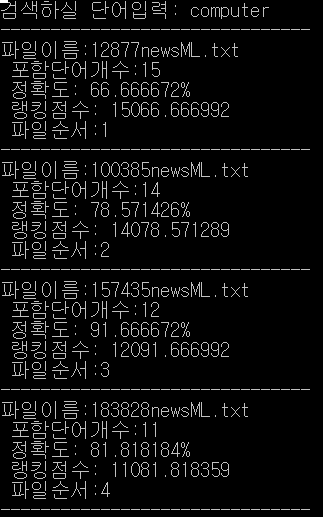 검색하실 단어입력: computer
--------------------------------
파일이름:12877newsML.txt
포함단어개수:15
정확도: 66.666672%
랭킹점수: 15066.666992
파일순서:1
--------------------------------
파일이름:100385newsML.txt
포함단어개수:14
정확도: 78.571426%
랭킹점수: 14078.571289
파일순서:2
--------------------------------
파일이름:157435newsML.txt
포함단어개수:12
정확도: 91.666672%
랭킹점수: 12091.666992
파일순서:3
--------------------------------
파일이름:183828newsML.txt
포함단어개수:11
정확도: 81.818184%
랭킹점수: 11081.818359
파일순서:4
--------------------------------